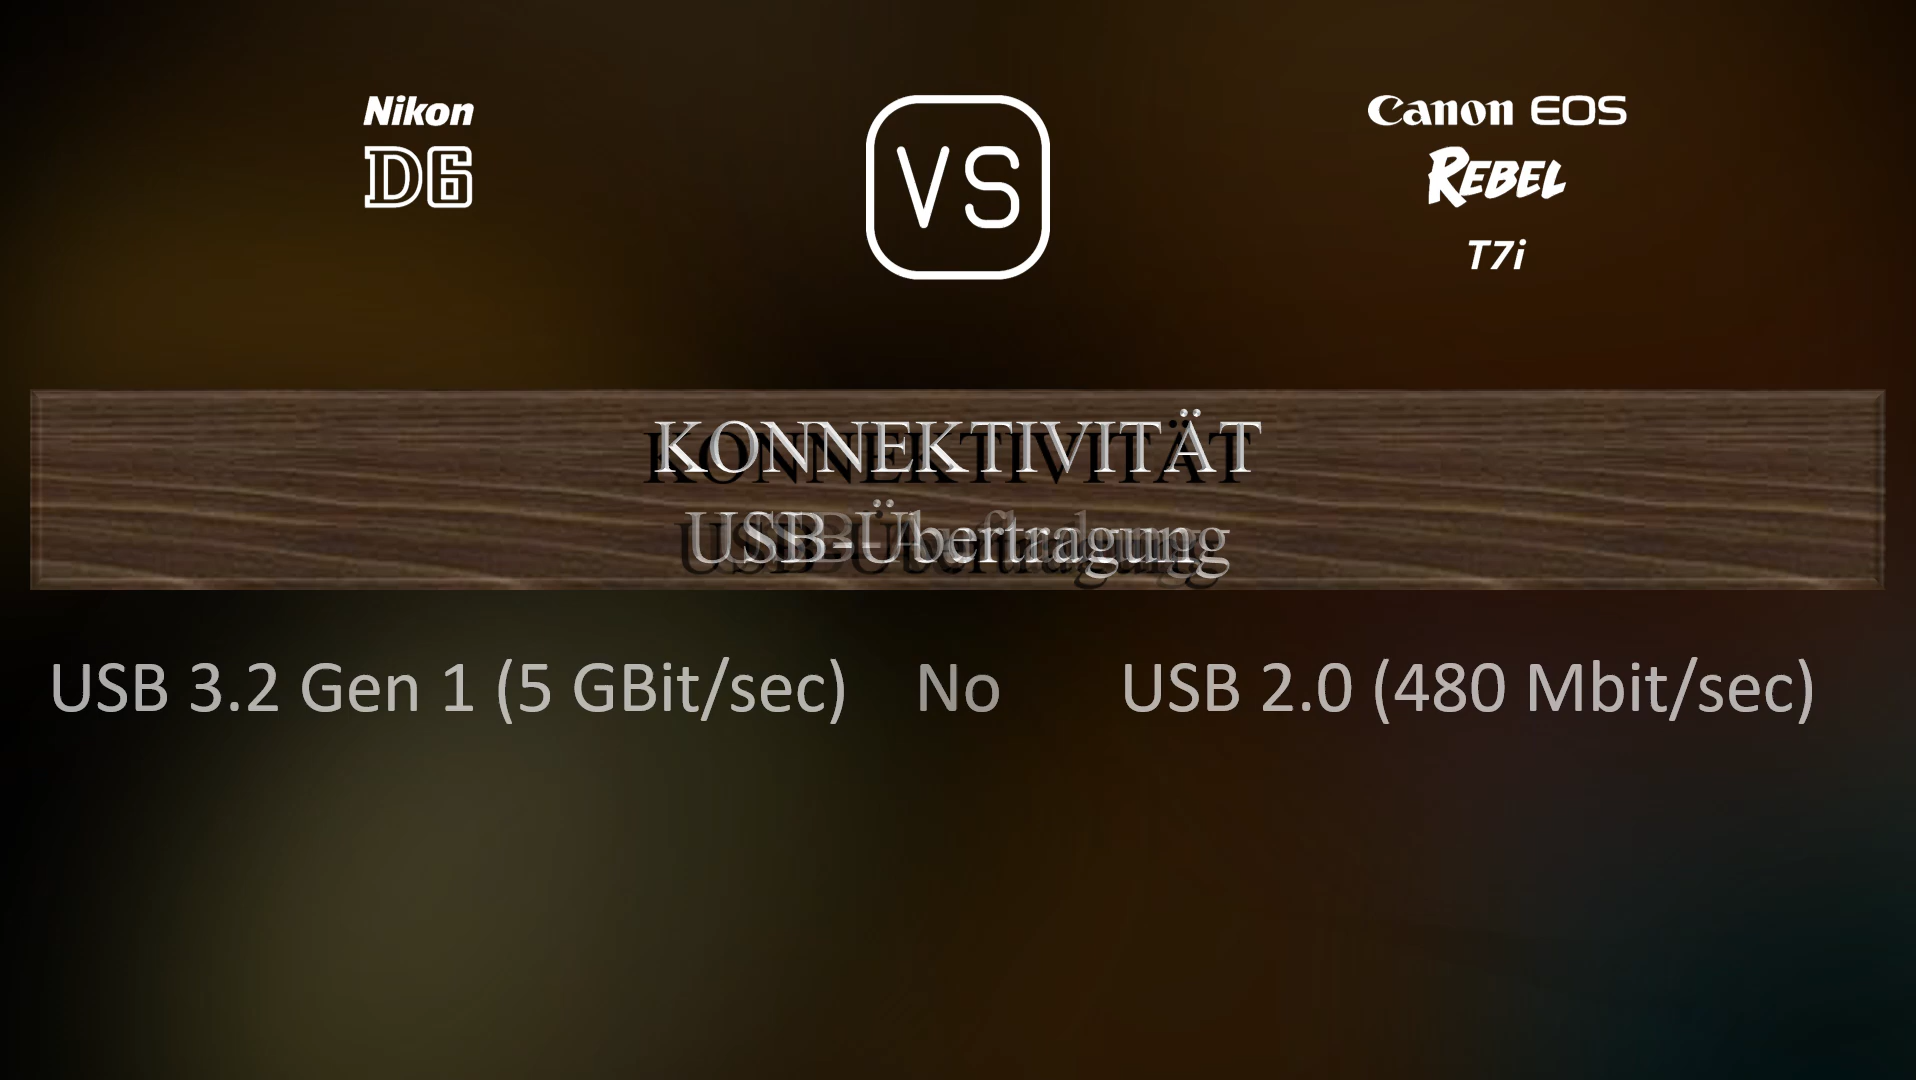 Nikon
D6
VS
Canon EOS
REBEL
T7i
KONNEKTIVITÄT
USB-Übertragung
USB 3.2 Gen 1 (5 GBit/sec) No USB 2.0 (480 Mbit/sec)